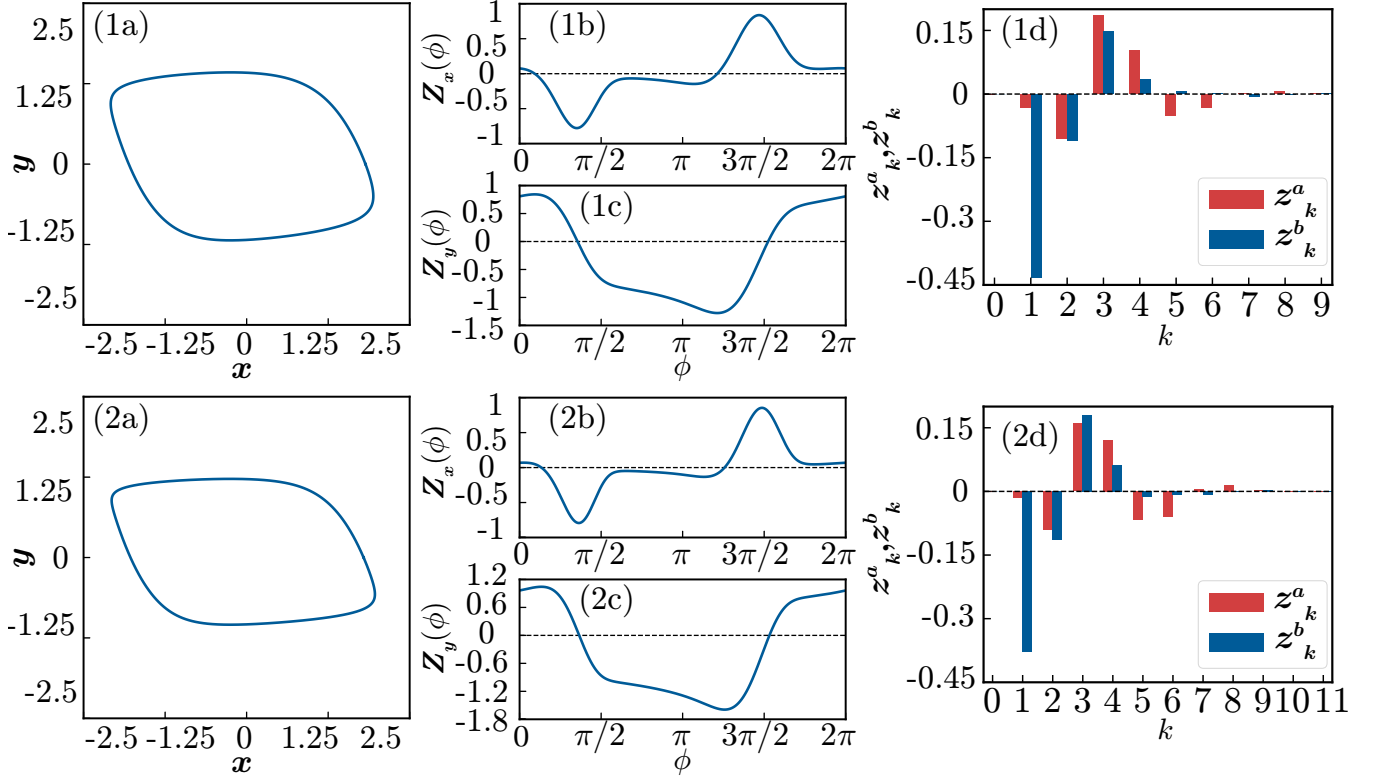 (1a)
2.5
1.25
0
-1.25
-2.5
y
-2.5 -1.25 0 1.25 2.5
x
(1b)
1
0.5
0
-0.5
-1
Z_x(ϕ)
0 π/2 π 3π/2 2π
(1c)
1
0.5
0
-0.5
-1
-1.5
Z_y(ϕ)
0 π/2 π 3π/2 2π
ϕ
(1d)
0.15
0
-0.15
-0.3
-0.45
z^a_k, z^b_k
z^a_k
z^b_k
0 1 2 3 4 5 6 7 8 9
k
(2a)
2.5
1.25
0
-1.25
-2.5
y
-2.5 -1.25 0 1.25 2.5
x
(2b)
1
0.5
0
-0.5
-1
Z_x(ϕ)
0 π/2 π 3π/2 2π
(2c)
1.2
0.6
0
-0.6
-1.2
-1.8
Z_y(ϕ)
0 π/2 π 3π/2 2π
ϕ
(2d)
0.15
0
-0.15
-0.3
-0.45
z^a_k, z^b_k
z^a_k
z^b_k
0 1 2 3 4 5 6 7 8 9 10 11
k